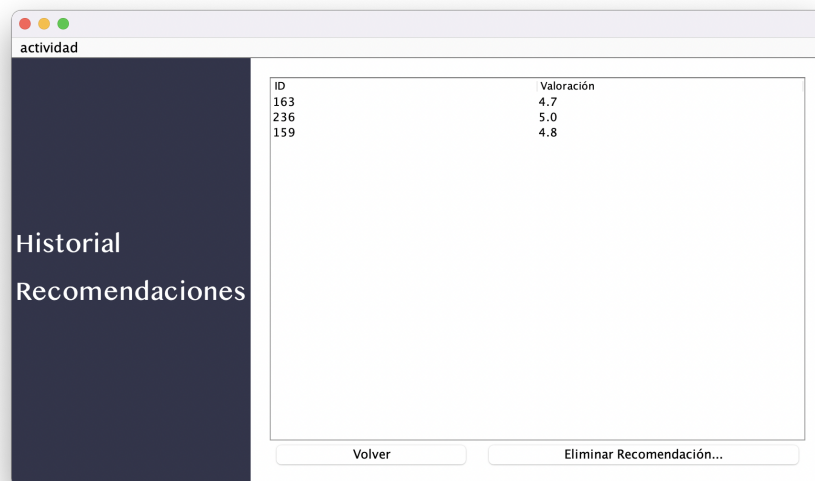 actividad
Historial
Recomendaciones
ID Valoración
163 4.7
236 5.0
159 4.8
Volver Eliminar Recomendación...